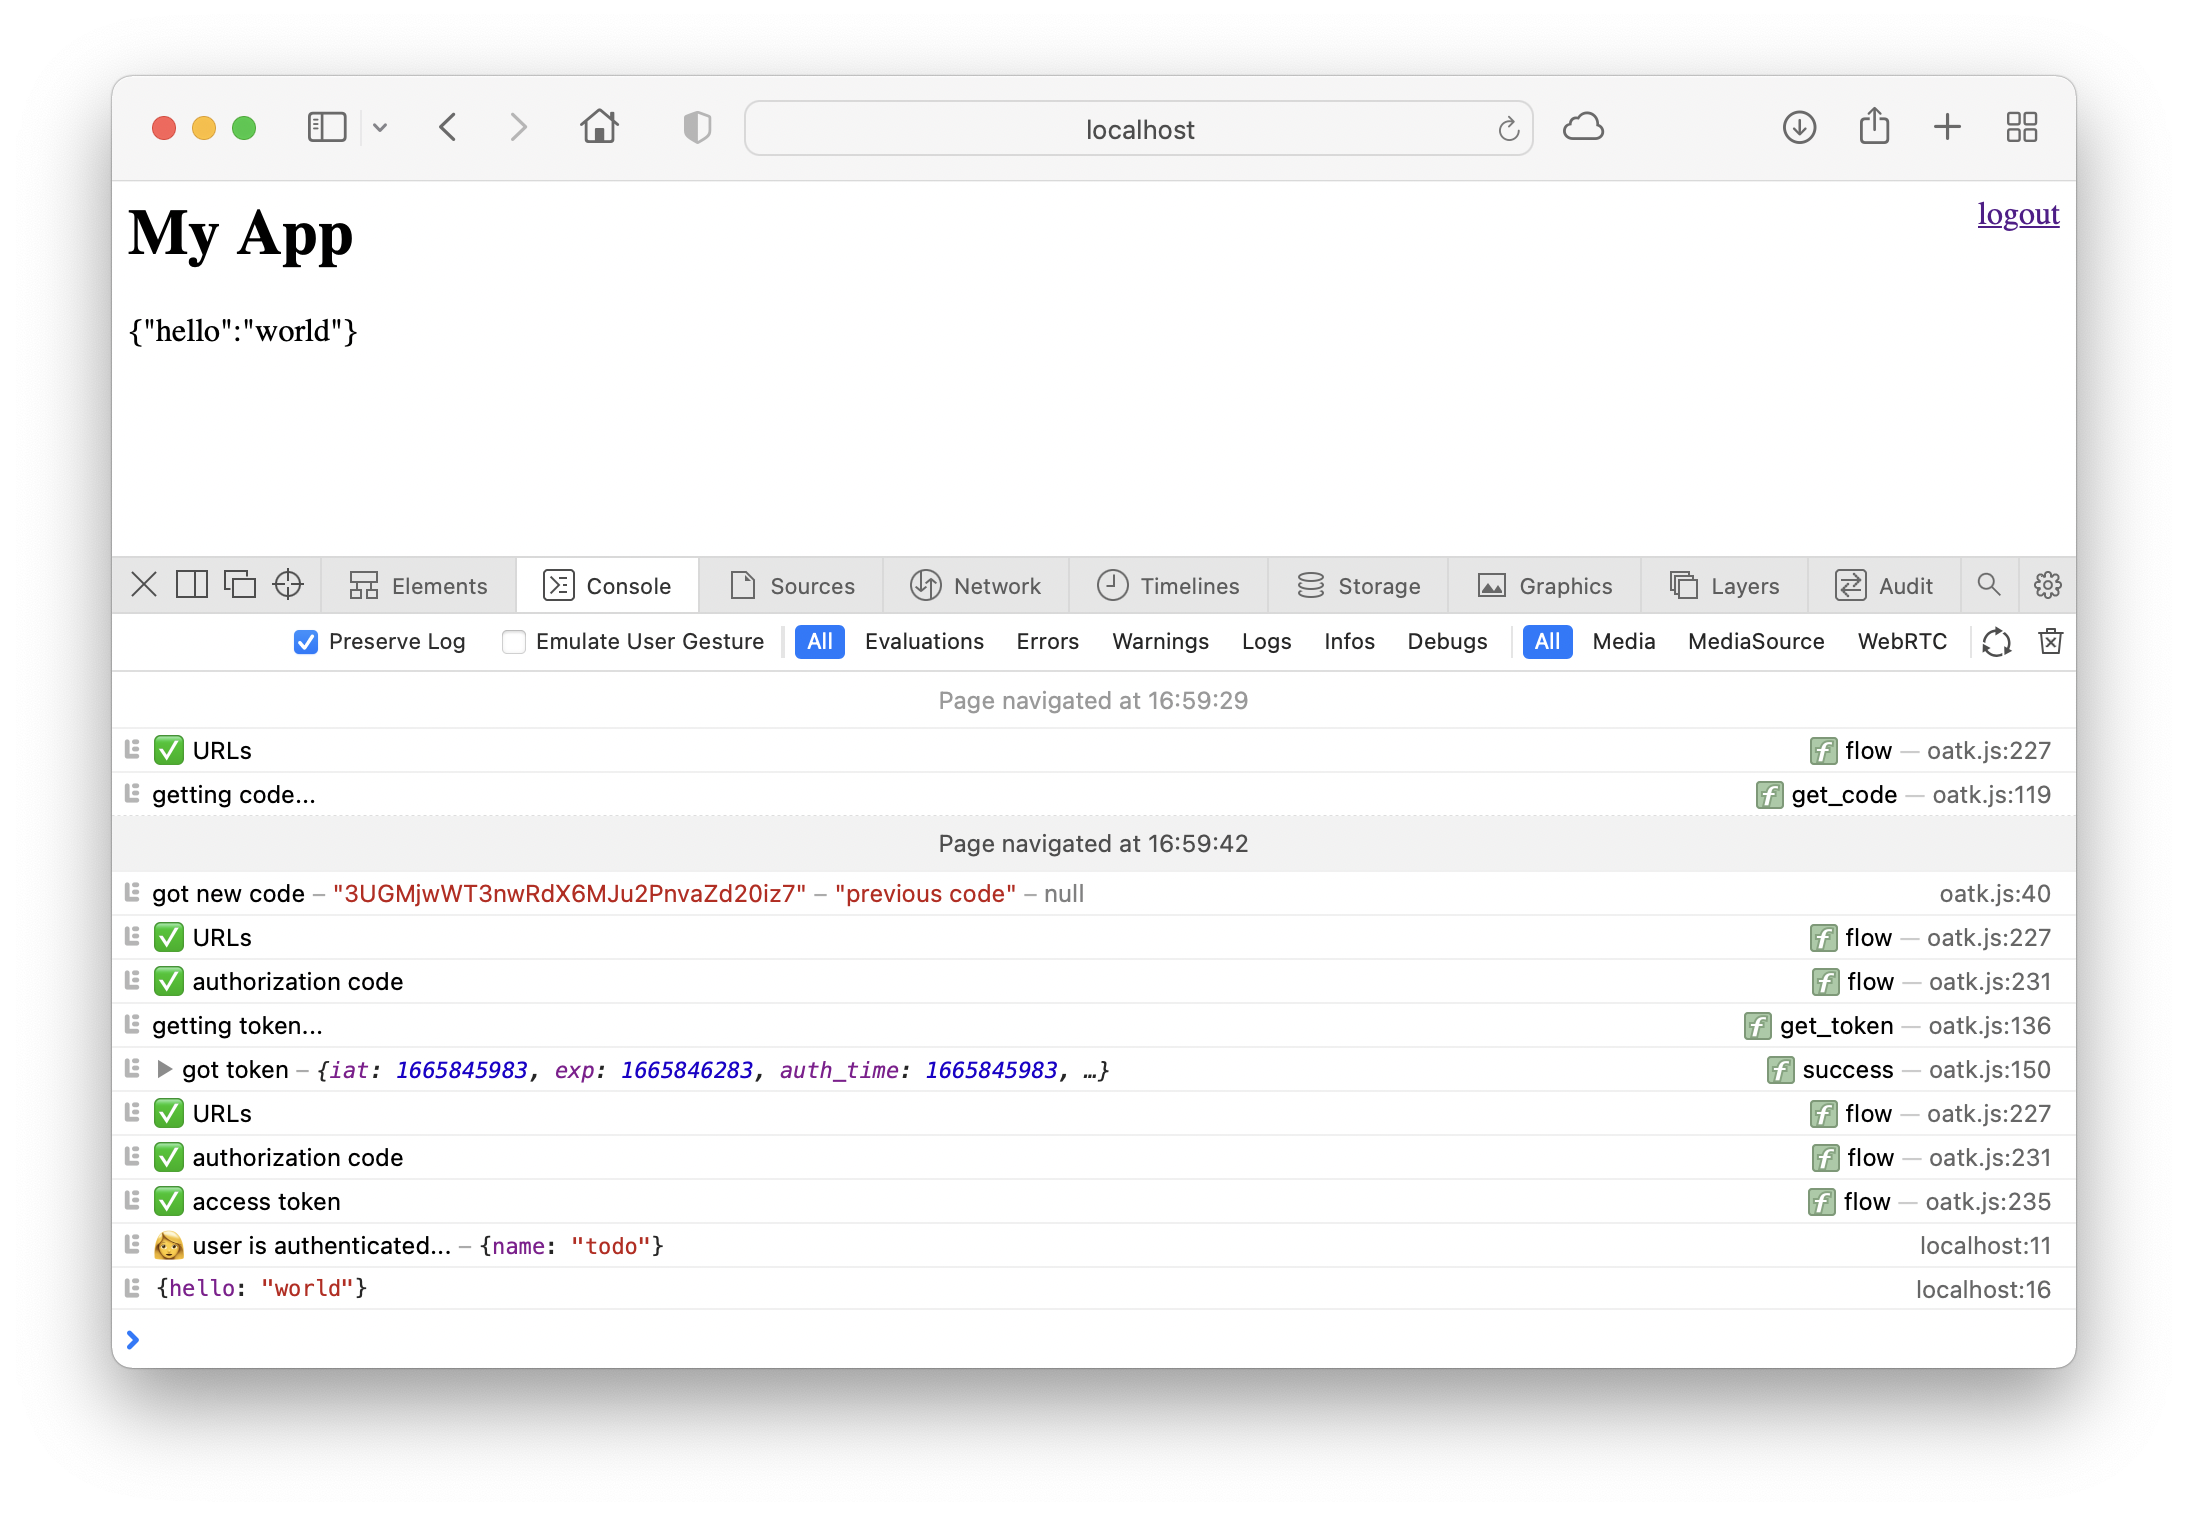 localhost
My App
logout
{"hello":"world"}
Elements Console Sources Network Timelines Storage Graphics Layers Audit
Preserve Log Emulate User Gesture All Evaluations Errors Warnings Logs Infos Debugs All Media MediaSource WebRTC
Page navigated at 16:59:29
✅ URLs f flow — oatk.js:227
getting code... f get_code — oatk.js:119
Page navigated at 16:59:42
got new code – "3UGMjwWT3nwRdX6MJu2PnvaZd20iz7" – "previous code" – null oatk.js:40
✅ URLs f flow — oatk.js:227
✅ authorization code f flow — oatk.js:231
getting token... f get_token — oatk.js:136
got token – {iat: 1665845983, exp: 1665846283, auth_time: 1665845983, …} f success — oatk.js:150
✅ URLs f flow — oatk.js:227
✅ authorization code f flow — oatk.js:231
✅ access token f flow — oatk.js:235
👩 user is authenticated... – {name: "todo"} localhost:11
{hello: "world"} localhost:16